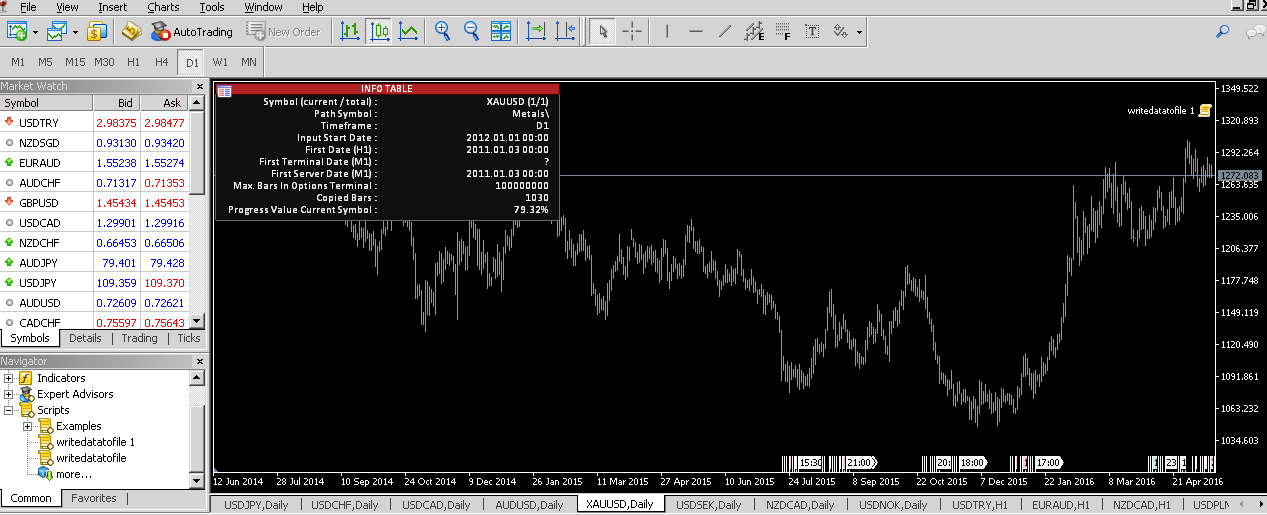 File View Insert Charts Tools Window Help
AutoTrading New Order E F T
M1 M5 M15 M30 H1 H4 D1 W1 MN
Market Watch
Symbol Bid Ask
USDTRY 2.98375 2.98477
NZDSGD 0.93130 0.93420
EURAUD 1.55238 1.55274
AUDCHF 0.71317 0.71353
GBPUSD 1.45434 1.45453
USDCAD 1.29901 1.29916
NZDCHF 0.66453 0.66506
AUDJPY 79.401 79.428
USDJPY 109.359 109.370
AUDUSD 0.72609 0.72621
CADCHF 0.75597 0.75643
Symbols Details Trading Ticks
Navigator
Indicators
Expert Advisors
Scripts
Examples
writedatatofile 1
writedatatofile
more...
Common Favorites
INFO TABLE
Symbol (current / total) : XAUUSD (1/1)
Path Symbol : Metals\
Timeframe : D1
Input Start Date : 2012.01.01 00:00
First Date (H1) : 2011.01.03 00:00
First Terminal Date (M1) : ?
First Server Date (M1) : 2011.01.03 00:00
Max. Bars In Options Terminal : 100000000
Copied Bars : 1030
Progress Value Current Symbol : 79.32%
writedatatofile 1
1349.522
1320.893
1292.264
1272.083
1263.635
1235.006
1206.377
1177.748
1149.119
1120.490
1091.861
1063.232
1034.603
15:30 21:00 20: 18:00 17:00 23
12 Jun 2014 28 Jul 2014 10 Sep 2014 24 Oct 2014 9 Dec 2014 26 Jan 2015 11 Mar 2015 27 Apr 2015 10 Jun 2015 24 Jul 2015 8 Sep 2015 22 Oct 2015 7 Dec 2015 22 Jan 2016 8 Mar 2016 21 Apr 2016
USDJPY,Daily USDCHF,Daily USDCAD,Daily AUDUSD,Daily XAUUSD,Daily USDSEK,Daily NZDCAD,Daily USDNOK,Daily USDTRY,H1 EURAUD,H1 NZDCAD,H1 USDPLN